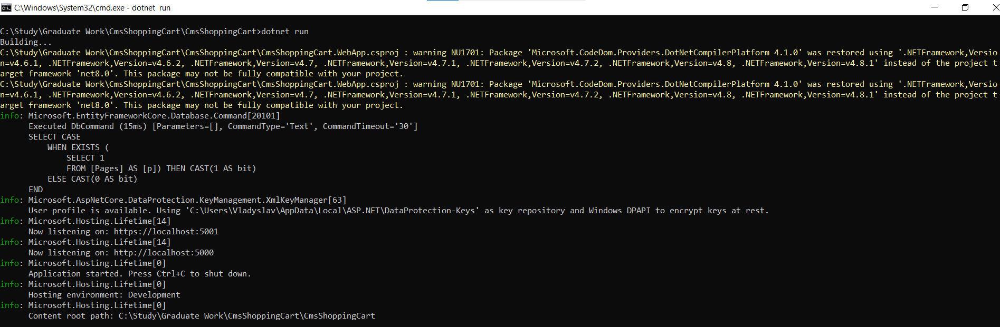 C:\Windows\System32\cmd.exe - dotnet  run
C:\Study\Graduate Work\CmsShoppingCart\CmsShoppingCart>dotnet run
Building...
C:\Study\Graduate Work\CmsShoppingCart\CmsShoppingCart\CmsShoppingCart.WebApp.csproj : warning NU1701: Package 'Microsoft.CodeDom.Providers.DotNetCompilerPlatform 4.1.0' was restored using '.NETFramework,Versio
n=v4.6.1, .NETFramework,Version=v4.6.2, .NETFramework,Version=v4.7, .NETFramework,Version=v4.7.1, .NETFramework,Version=v4.7.2, .NETFramework,Version=v4.8, .NETFramework,Version=v4.8.1' instead of the project t
arget framework 'net8.0'. This package may not be fully compatible with your project.
C:\Study\Graduate Work\CmsShoppingCart\CmsShoppingCart\CmsShoppingCart.WebApp.csproj : warning NU1701: Package 'Microsoft.CodeDom.Providers.DotNetCompilerPlatform 4.1.0' was restored using '.NETFramework,Versio
n=v4.6.1, .NETFramework,Version=v4.6.2, .NETFramework,Version=v4.7, .NETFramework,Version=v4.7.1, .NETFramework,Version=v4.7.2, .NETFramework,Version=v4.8, .NETFramework,Version=v4.8.1' instead of the project t
arget framework 'net8.0'. This package may not be fully compatible with your project.
info: Microsoft.EntityFrameworkCore.Database.Command[20101]
      Executed DbCommand (15ms) [Parameters=[], CommandType='Text', CommandTimeout='30']
      SELECT CASE
          WHEN EXISTS (
              SELECT 1
              FROM [Pages] AS [p]) THEN CAST(1 AS bit)
          ELSE CAST(0 AS bit)
      END
info: Microsoft.AspNetCore.DataProtection.KeyManagement.XmlKeyManager[63]
      User profile is available. Using 'C:\Users\Vladyslav\AppData\Local\ASP.NET\DataProtection-Keys' as key repository and Windows DPAPI to encrypt keys at rest.
info: Microsoft.Hosting.Lifetime[14]
      Now listening on: https://localhost:5001
info: Microsoft.Hosting.Lifetime[14]
      Now listening on: http://localhost:5000
info: Microsoft.Hosting.Lifetime[0]
      Application started. Press Ctrl+C to shut down.
info: Microsoft.Hosting.Lifetime[0]
      Hosting environment: Development
info: Microsoft.Hosting.Lifetime[0]
      Content root path: C:\Study\Graduate Work\CmsShoppingCart\CmsShoppingCart